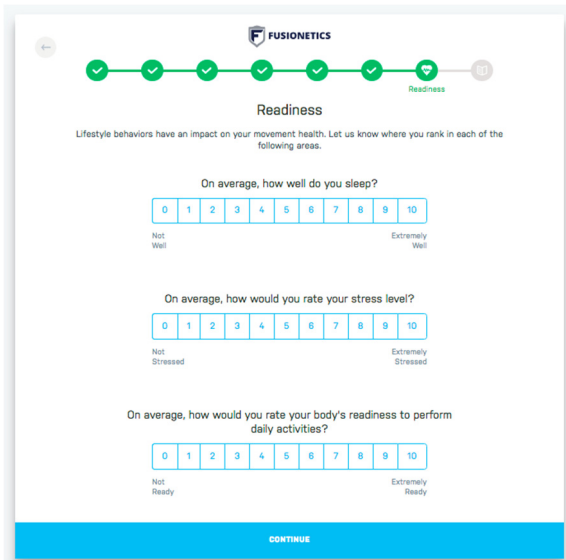 FUSIONETICS
Readiness
Readiness
Lifestyle behaviors have an impact on your movement health. Let us know where you rank in each of the
following areas.
On average, how well do you sleep?
0 1 2 3 4 5 6 7 8 9 10
Not Extremely
Well Well
On average, how would you rate your stress level?
0 1 2 3 4 5 6 7 8 9 10
Not Extremely
Stressed Stressed
On average, how would you rate your body's readiness to perform
daily activities?
0 1 2 3 4 5 6 7 8 9 10
Not Extremely
Ready Ready
CONTINUE